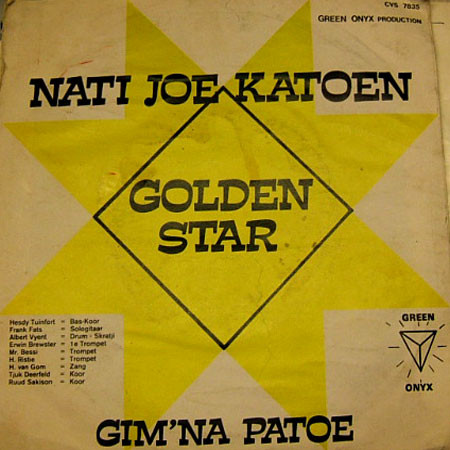 CVS 7835
GREEN ONYX PRODUCTION
NATI JOE KATOEN
GOLDEN
STAR
Hesdy Tuinfort = Bas-Koor
Frank Fats = Sologitaar
Albert Vyent = Drum - Skratji
Erwin Brewster = 1e Trompet
Mr. Bessi = Trompet
H. Risbe = Trompet
H. van Gom = Zang
Tjuk Deerfeld = Koor
Ruud Sakison = Koor
GREEN
ONYX
GIM'NA PATOE